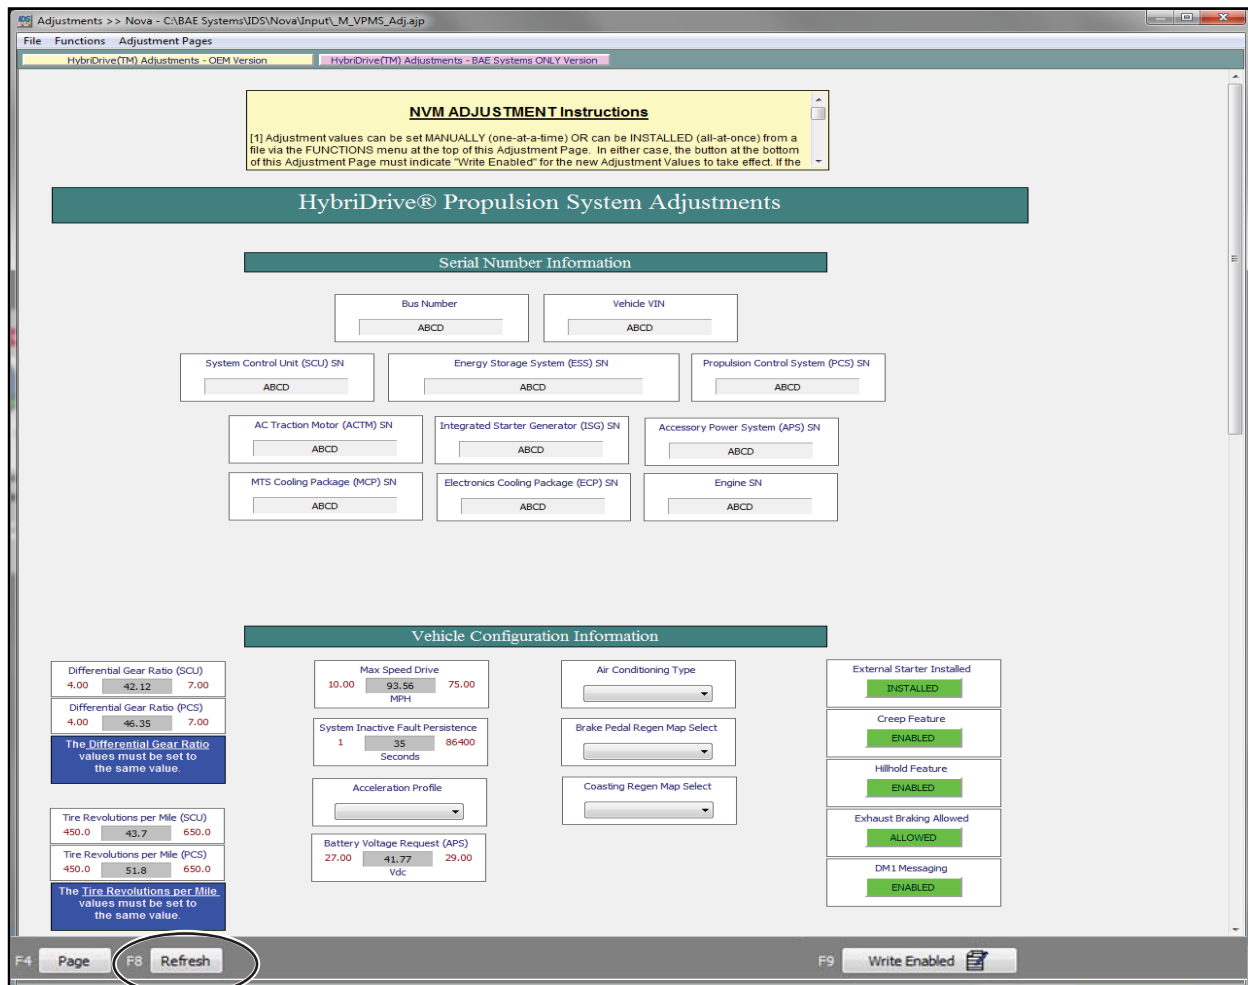 IDS Adjustments >> Nova - C:\BAE Systems\IDS\Nova\Input\_M_VPMS_Adj.ajp
File Functions Adjustment Pages
HybriDrive(TM) Adjustments - OEM Version HybriDrive(TM) Adjustments - BAE Systems ONLY Version
NVM ADJUSTMENT Instructions
[1] Adjustment values can be set MANUALLY (one-at-a-time) OR can be INSTALLED (all-at-once) from a
file via the FUNCTIONS menu at the top of this Adjustment Page. In either case, the button at the bottom
of this Adjustment Page must indicate "Write Enabled" for the new Adjustment Values to take effect. If the
HybriDrive® Propulsion System Adjustments
Serial Number Information
Bus Number Vehicle VIN
ABCD ABCD
System Control Unit (SCU) SN Energy Storage System (ESS) SN Propulsion Control System (PCS) SN
ABCD ABCD ABCD
AC Traction Motor (ACTM) SN Integrated Starter Generator (ISG) SN Accessory Power System (APS) SN
ABCD ABCD ABCD
MTS Cooling Package (MCP) SN Electronics Cooling Package (ECP) SN Engine SN
ABCD ABCD ABCD
Vehicle Configuration Information
Differential Gear Ratio (SCU)
4.00 42.12 7.00
Differential Gear Ratio (PCS)
4.00 46.35 7.00
The Differential Gear Ratio
values must be set to
the same value.
Tire Revolutions per Mile (SCU)
450.0 43.7 650.0
Tire Revolutions per Mile (PCS)
450.0 51.8 650.0
The Tire Revolutions per Mile
values must be set to
the same value.
Max Speed Drive
10.00 93.56 75.00
MPH
System Inactive Fault Persistence
1 35 86400
Seconds
Acceleration Profile
Battery Voltage Request (APS)
27.00 41.77 29.00
Vdc
Air Conditioning Type
Brake Pedal Regen Map Select
Coasting Regen Map Select
External Starter Installed
INSTALLED
Creep Feature
ENABLED
Hillhold Feature
ENABLED
Exhaust Braking Allowed
ALLOWED
DM1 Messaging
ENABLED
F4 Page F8 Refresh F9 Write Enabled